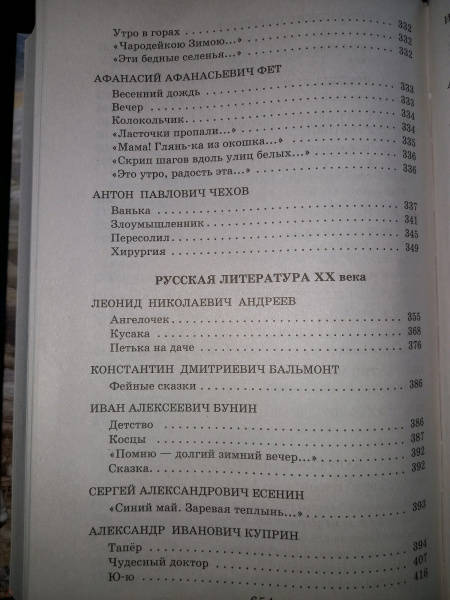 Утро в горах 332
«Чародейкою Зимою...» 332
«Эти бедные селенья...» 332
АФАНАСИЙ АФАНАСЬЕВИЧ ФЕТ
Весенний дождь 333
Вечер 333
Колокольчик 334
«Ласточки пропали...» 334
«Мама! Глянь-ка из окошка...» 335
«Скрип шагов вдоль улиц белых...» 336
«Это утро, радость эта...» 336
АНТОН ПАВЛОВИЧ ЧЕХОВ
Ванька 337
Злоумышленник 341
Пересолил 345
Хирургия 349
РУССКАЯ ЛИТЕРАТУРА XX века
ЛЕОНИД НИКОЛАЕВИЧ АНДРЕЕВ
Ангелочек 355
Кусака 368
Петька на даче 376
КОНСТАНТИН ДМИТРИЕВИЧ БАЛЬМОНТ
Фейные сказки 386
ИВАН АЛЕКСЕЕВИЧ БУНИН
Детство 386
Косцы 387
«Помню — долгий зимний вечер...» 392
Сказка 392
СЕРГЕЙ АЛЕКСАНДРОВИЧ ЕСЕНИН
«Синий май. Заревая теплынь...» 393
АЛЕКСАНДР ИВАНОВИЧ КУПРИН
Тапёр 394
Чудесный доктор 407
Ю-ю 416